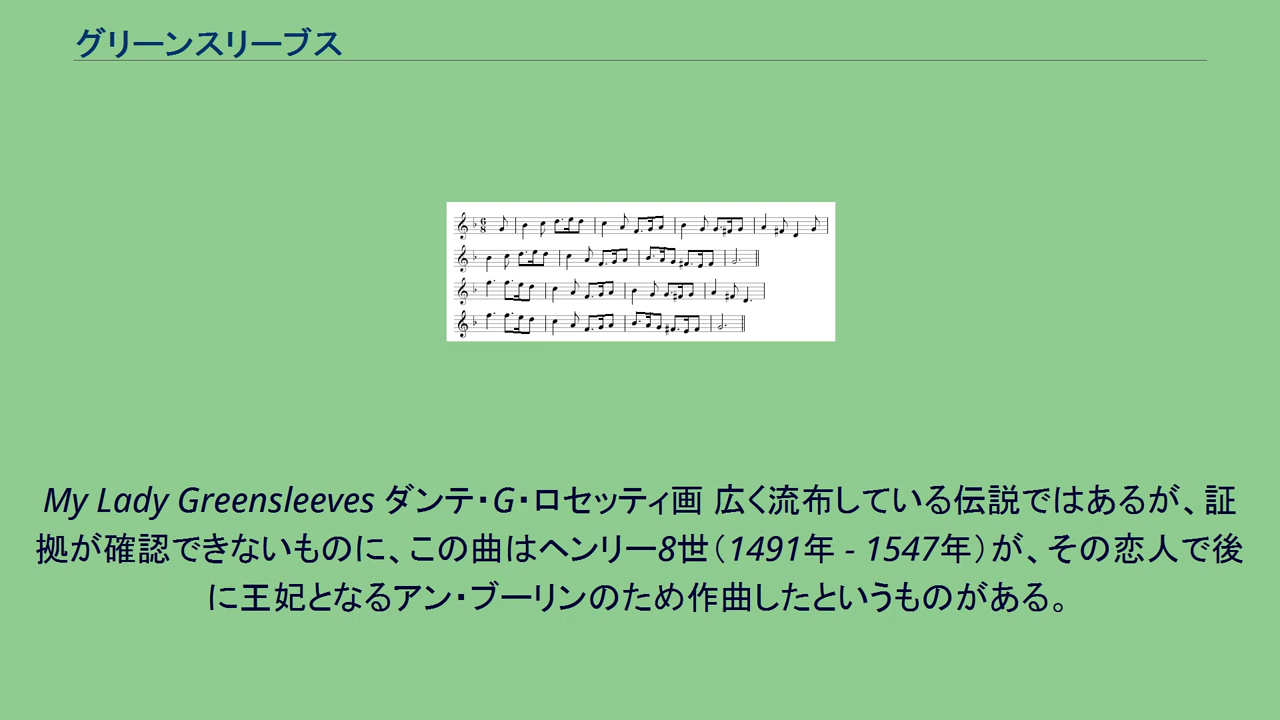 グリーンスリーブス
My Lady Greensleeves ダンテ・G・ロセッティ画 広く流布している伝説ではあるが、証
拠が確認できないものに、この曲はヘンリー8世（1491年 - 1547年）が、その恋人で後
に王妃となるアン・ブーリンのため作曲したというものがある。